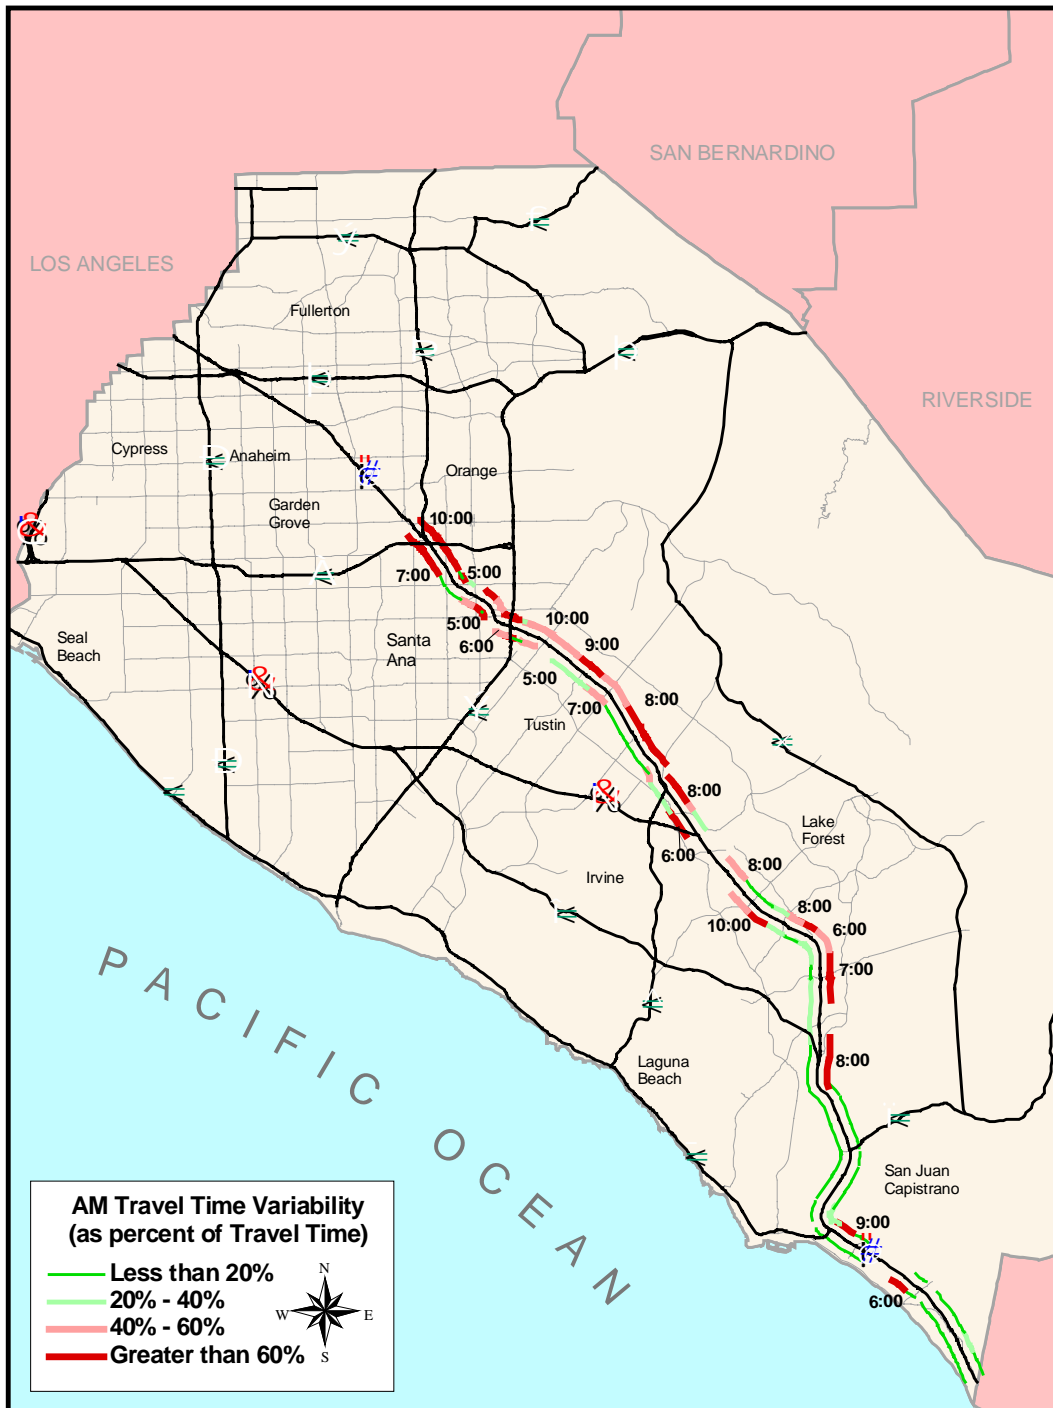 SAN BERNARDINO
LOS ANGELES
Fullerton
RIVERSIDE
Cypress
Anaheim
Orange
Garden
Grove
10:00
7:00
5:00
5:00
6:00
10:00
9:00
Seal
Beach
Santa
Ana
5:00
7:00
8:00
Tustin
8:00
Lake
Forest
6:00
8:00
Irvine
8:00
10:00
6:00
7:00
8:00
Laguna
Beach
PACIFIC OCEAN
San Juan
Capistrano
9:00
6:00
AM Travel Time Variability
(as percent of Travel Time)
Less than 20%
20% - 40%
40% - 60%
Greater than 60%
N
W E
S